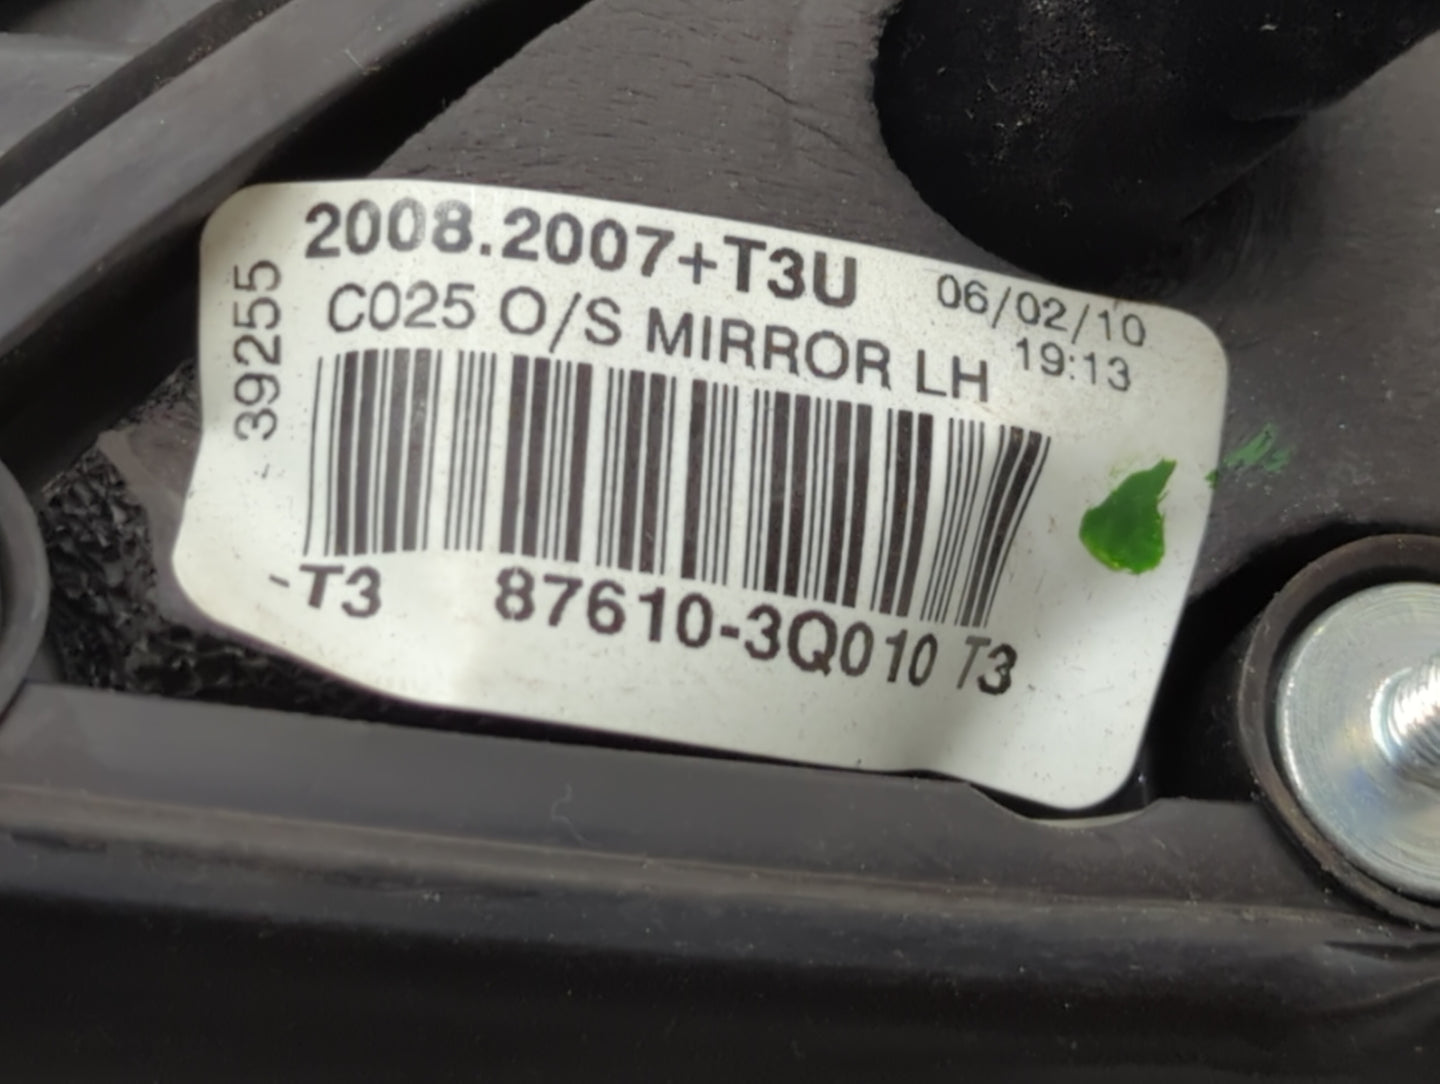 2008.2007+T3U
06/02/10
C025 O/S MIRROR LH
19:13
-39255
-T3 87610-3Q010 T3